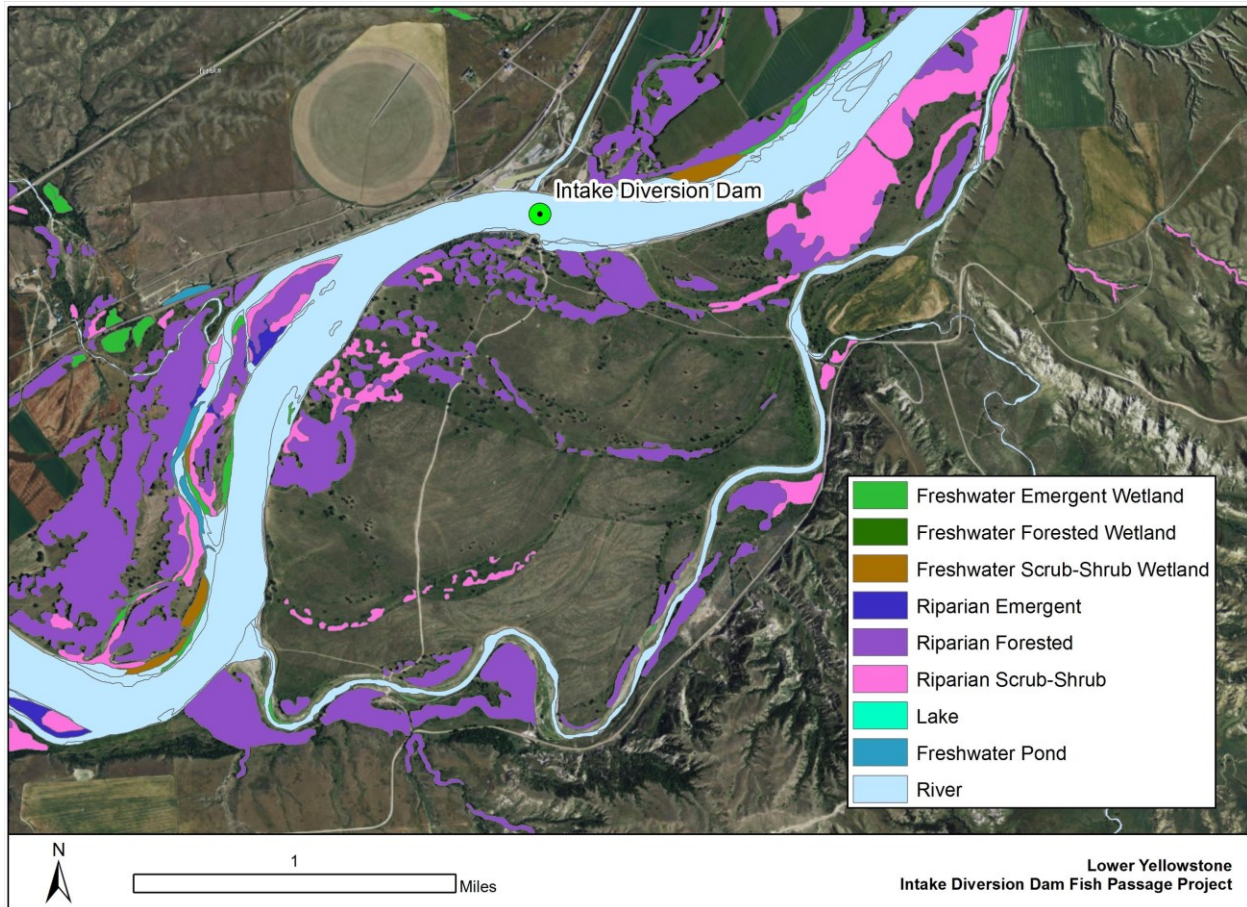 Intake Diversion Dam
Freshwater Emergent Wetland
Freshwater Forested Wetland
Freshwater Scrub-Shrub Wetland
Riparian Emergent
Riparian Forested
Riparian Scrub-Shrub
Lake
Freshwater Pond
River
N
1
Miles
Lower Yellowstone
Intake Diversion Dam Fish Passage Project